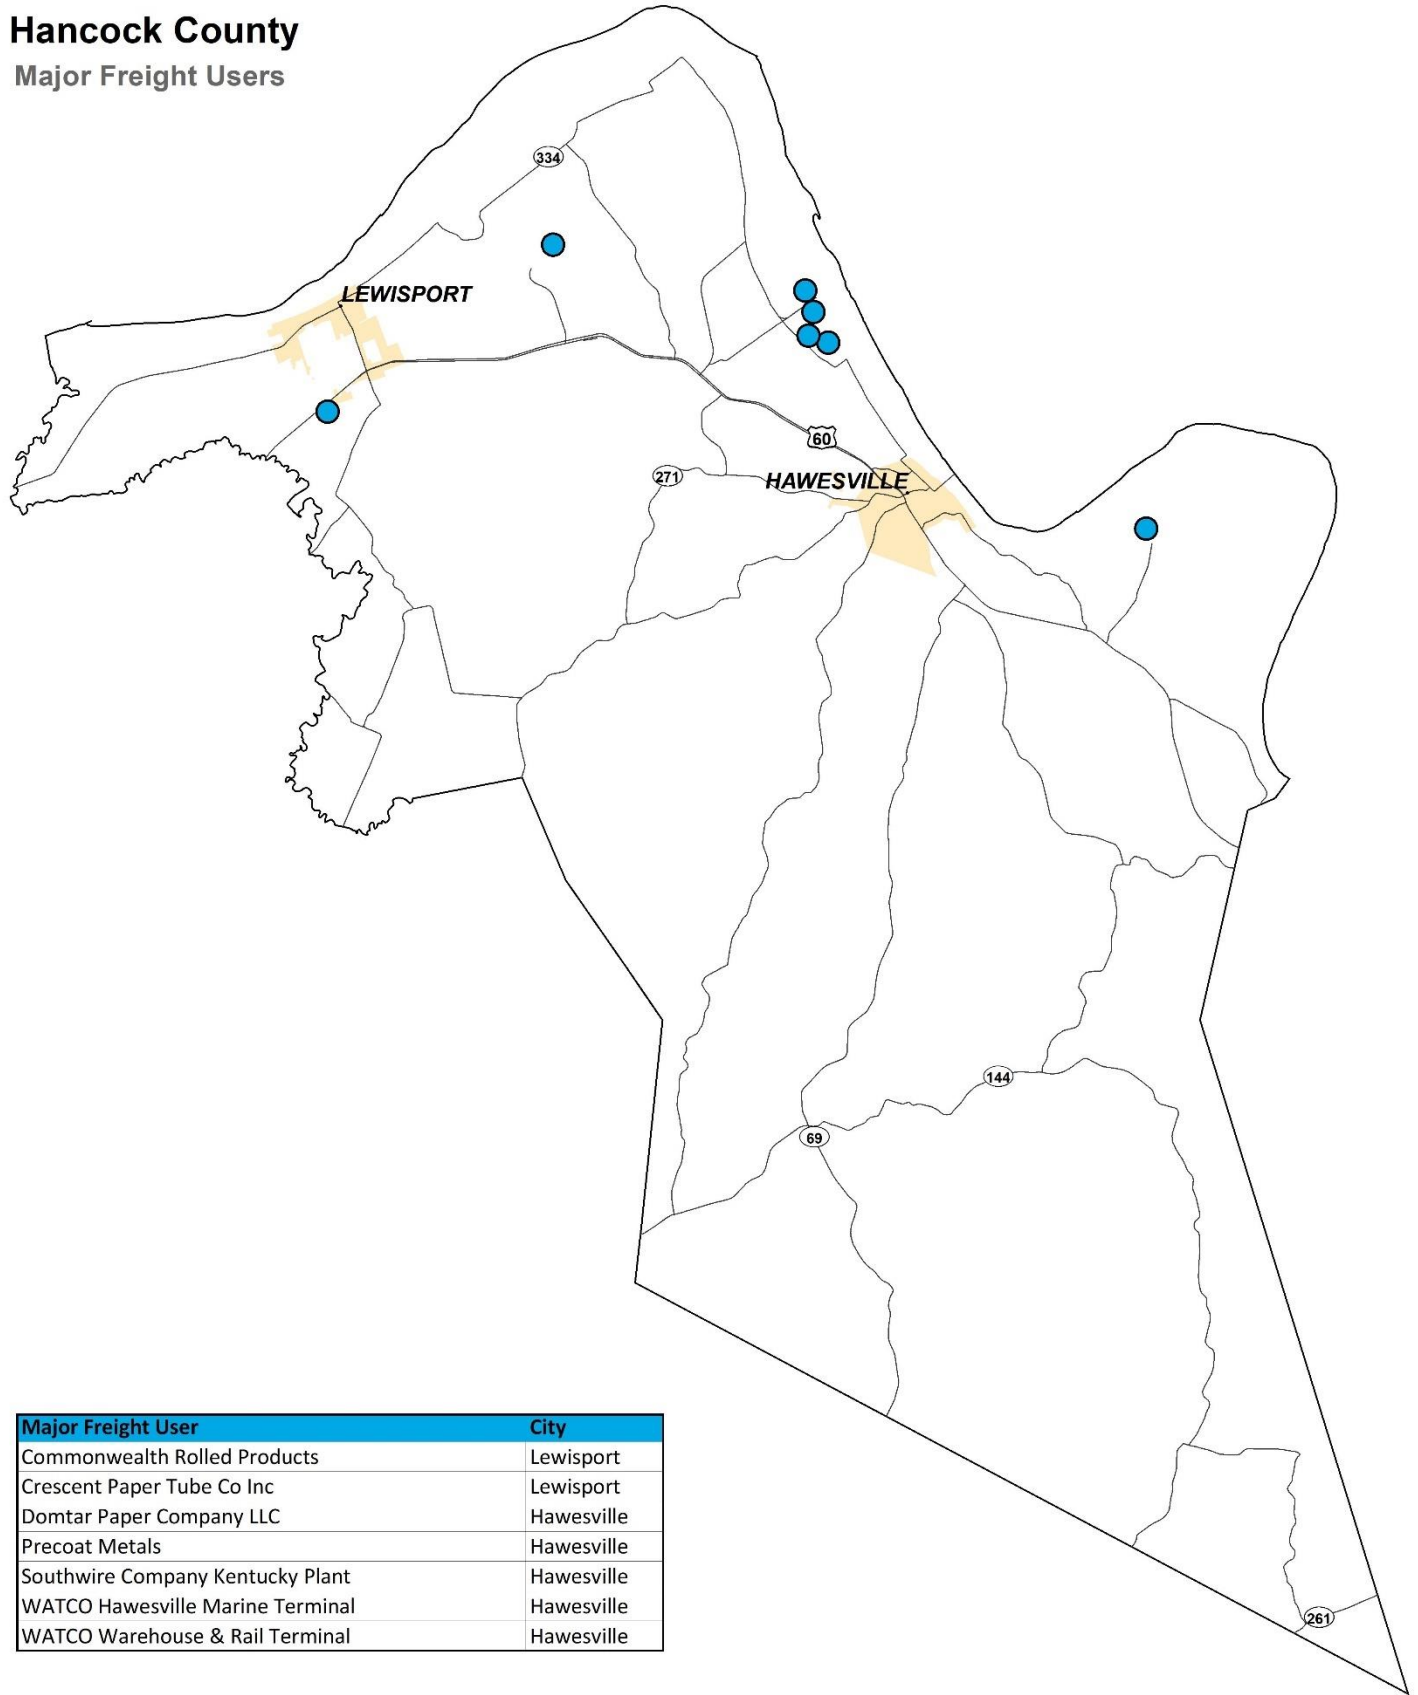 Hancock County
Major Freight Users
334
LEWISPORT
60
271
HAWESVILLE
144
69
Major Freight User City
Commonwealth Rolled Products Lewisport
Crescent Paper Tube Co Inc Lewisport
Domtar Paper Company LLC Hawesville
Precoat Metals Hawesville
Southwire Company Kentucky Plant Hawesville
WATCO Hawesville Marine Terminal Hawesville
WATCO Warehouse & Rail Terminal Hawesville
261